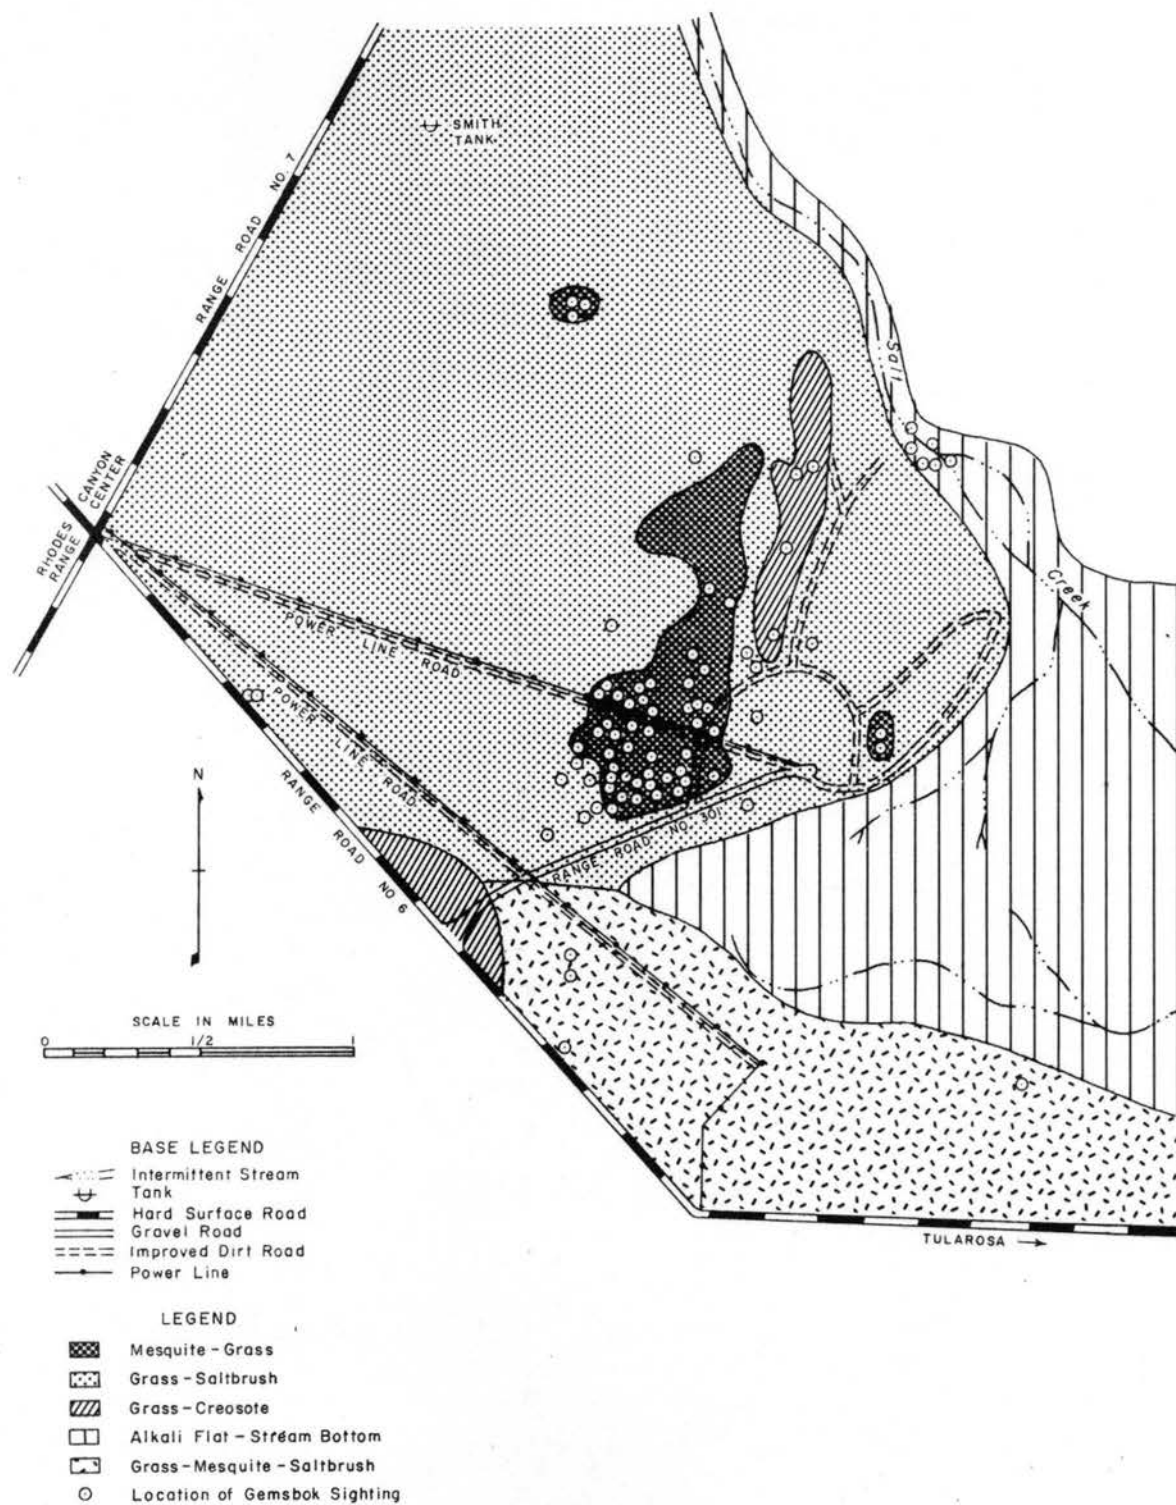 SMITH
TANK
RANGE ROAD NO. 7
CANYON
CENTER
RHODES
RANGE
Salt
Creek
POWER LINE ROAD
POWER LINE ROAD
RANGE ROAD NO 6
RANGE ROAD NO. 301
N
SCALE IN MILES
0 1/2 1
TULAROSA
BASE LEGEND
Intermittent Stream
Tank
Hard Surface Road
Gravel Road
Improved Dirt Road
Power Line
LEGEND
Mesquite-Grass
Grass-Saltbrush
Grass-Creosote
Alkali Flat-Stream Bottom
Grass-Mesquite-Saltbrush
Location of Gemsbok Sighting